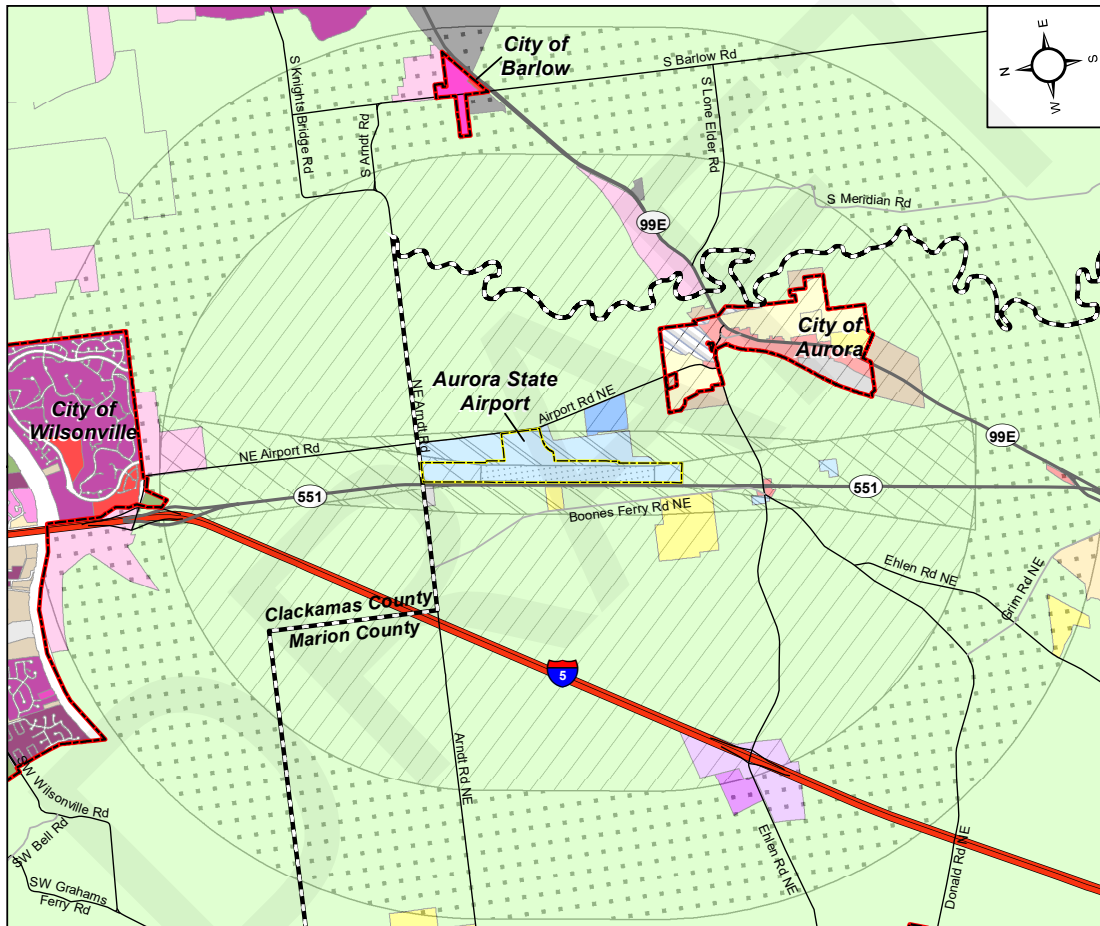 City of
Barlow
S Barlow Rd
E
N
S
W
S Knights Bridge Rd
S Arndt Rd
S Lone Elder Rd
S Meridian Rd
99E
City of
Aurora
City of
Wilsonville
Aurora State
Airport
NE Arndt Rd
Airport Rd NE
NE Airport Rd
99E
551
551
Boones Ferry Rd NE
Ehlen Rd NE
Grim Rd NE
Clackamas County
Marion County
5
Arndt Rd NE
SW Wilsonville Rd
SW Bell Rd
SW Grahams
Ferry Rd
Ehlen Rd NE
Donald Rd NE